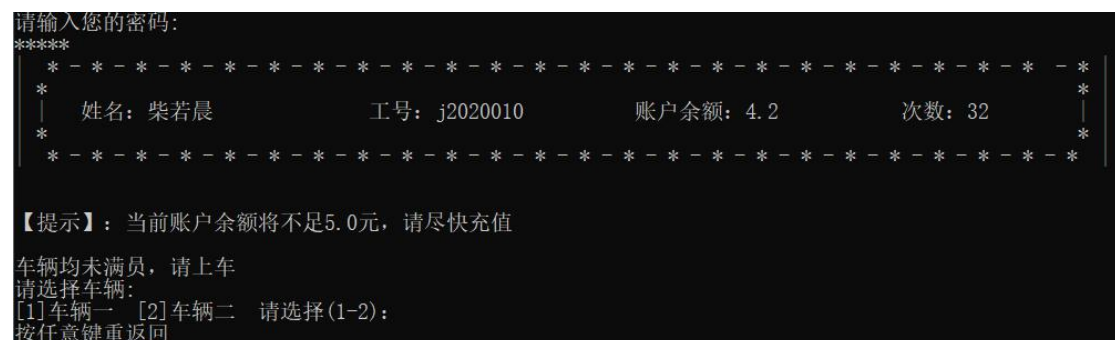 请输入您的密码:
*****
* - * - * - * - * - * - * - * - * - * - * - * - * - * - * - * - * - * - * - * - * - * - * - *
* *
| 姓名: 柴若晨 工号: j2020010 账户余额: 4.2 次数: 32 |
* *
* - * - * - * - * - * - * - * - * - * - * - * - * - * - * - * - * - * - * - * - * - * - * - *
【提示】: 当前账户余额将不足5.0元，请尽快充值
车辆均未满员，请上车
请选择车辆:
[1]车辆一 [2]车辆二 请选择(1-2):
按任意键重返回